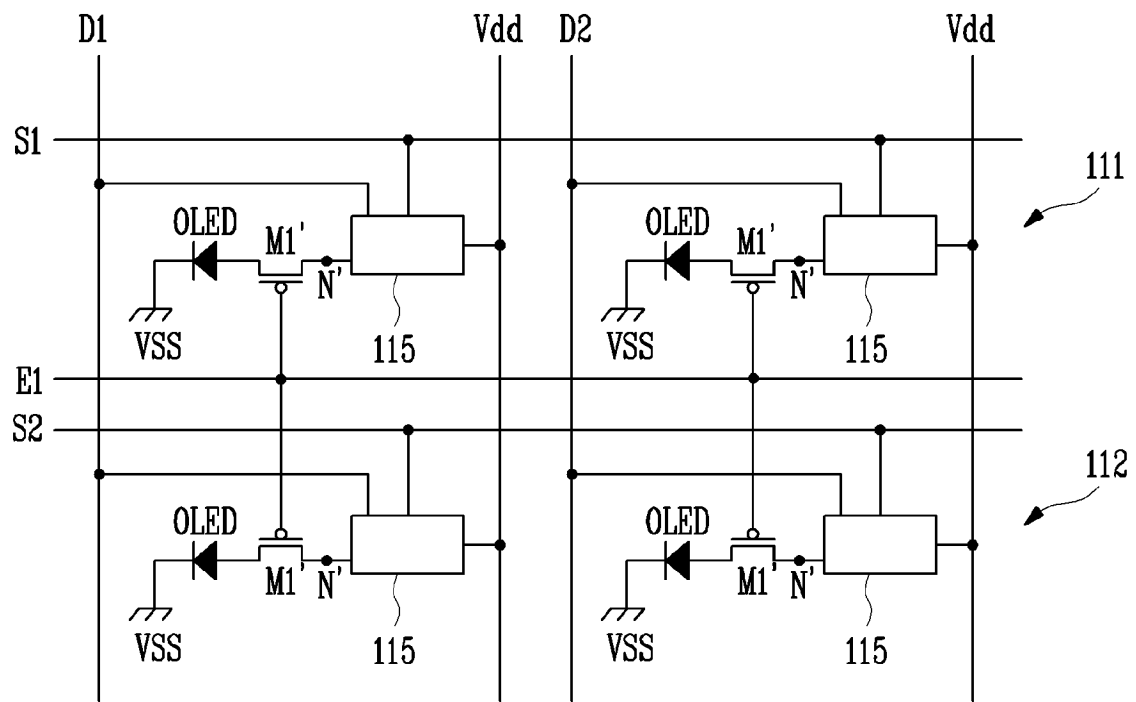 D1 Vdd D2 Vdd
S1
111
OLED M1' OLED M1'
N' N'
VSS 115 VSS 115
E1
S2
112
OLED OLED
M1' N' M1' N'
VSS 115 VSS 115